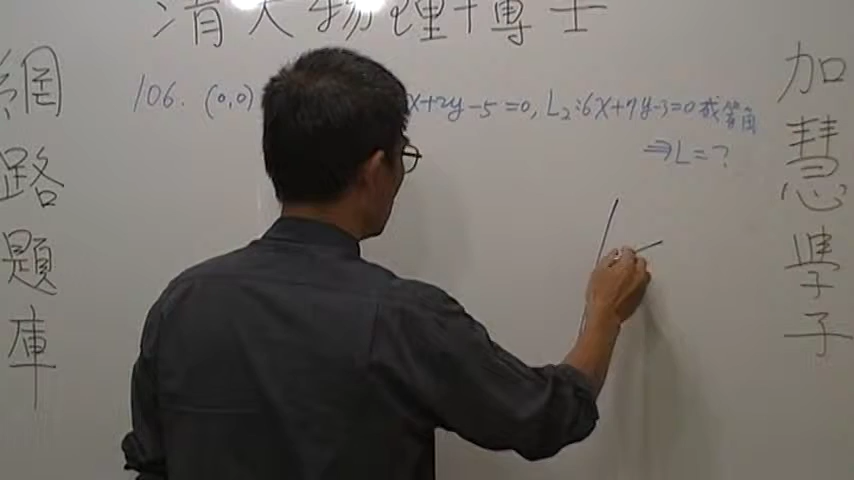 清大物理博士
網路題庫
106. (0,0) x+2y-5=0, L₂:6x+7y-3=0 成等角
⇒L=?
加慧學子